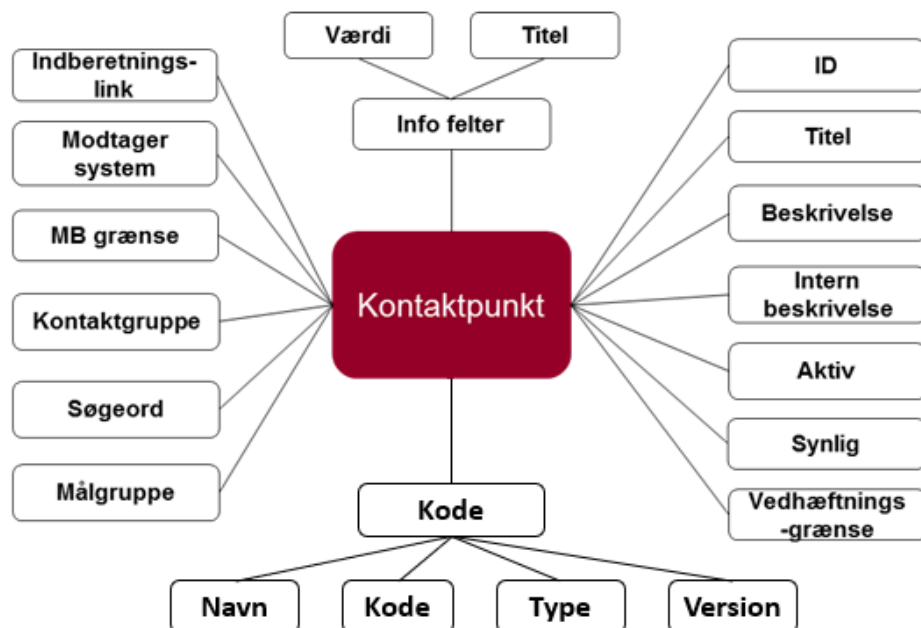 Værdi
Titel
Info felter
Indberetnings-
link
Modtager
system
MB grænse
Kontaktgruppe
Søgeord
Målgruppe
Kontaktpunkt
ID
Titel
Beskrivelse
Intern
beskrivelse
Aktiv
Synlig
Vedhæftnings
-grænse
Kode
Navn
Kode
Type
Version